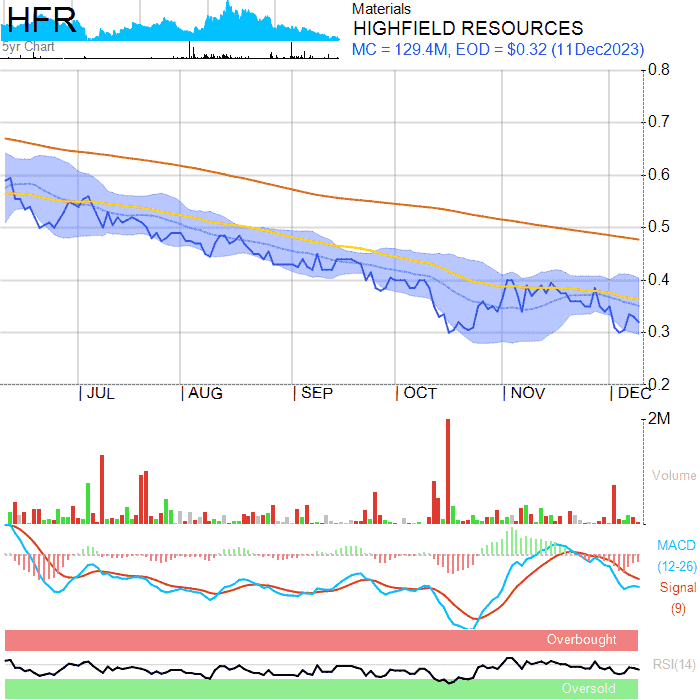 HFR
5yr Chart
Materials
HIGHFIELD RESOURCES
MC = 129.4M, EOD = $0.32 (11Dec2023)
0.8
0.7
0.6
0.5
0.4
0.3
0.2
JUL AUG SEP OCT NOV DEC
2M
Volume
MACD
(12-26)
Signal
(9)
Overbought
RSI(14)
Oversold